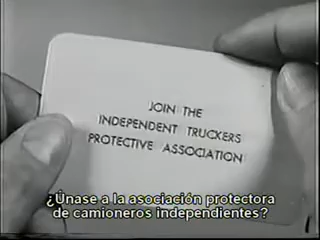 JOIN THE
INDEPENDENT TRUCKERS
PROTECTIVE ASSOCIATION
¿Únase a la asociación protectora
de camioneros independientes?